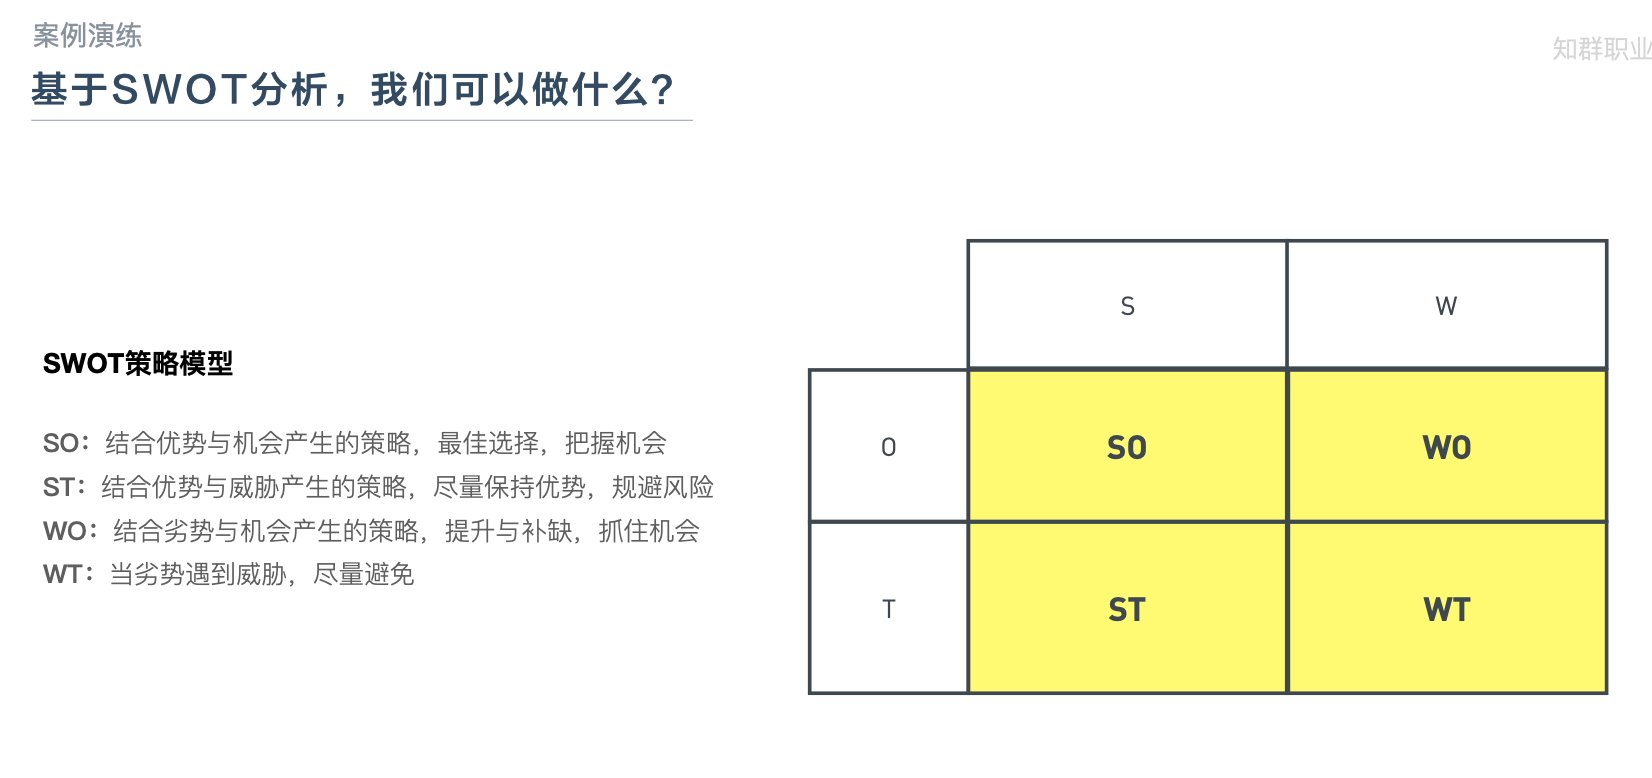 案例演练
知群职业
基于SWOT分析，我们可以做什么？
SWOT策略模型
SO：结合优势与机会产生的策略，最佳选择，把握机会
ST：结合优势与威胁产生的策略，尽量保持优势，规避风险
WO：结合劣势与机会产生的策略，提升与补缺，抓住机会
WT：当劣势遇到威胁，尽量避免
S
W
O
SO
WO
T
ST
WT